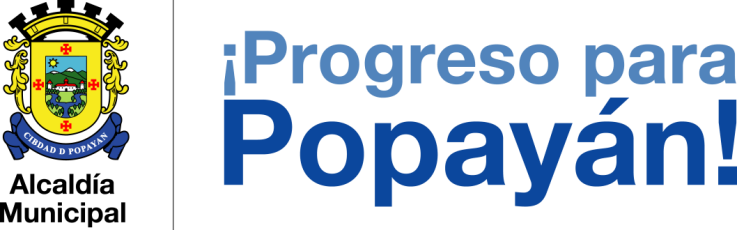 CIBDAD D POPAYAN
Alcaldía
Municipal
¡Progreso para
Popayán!